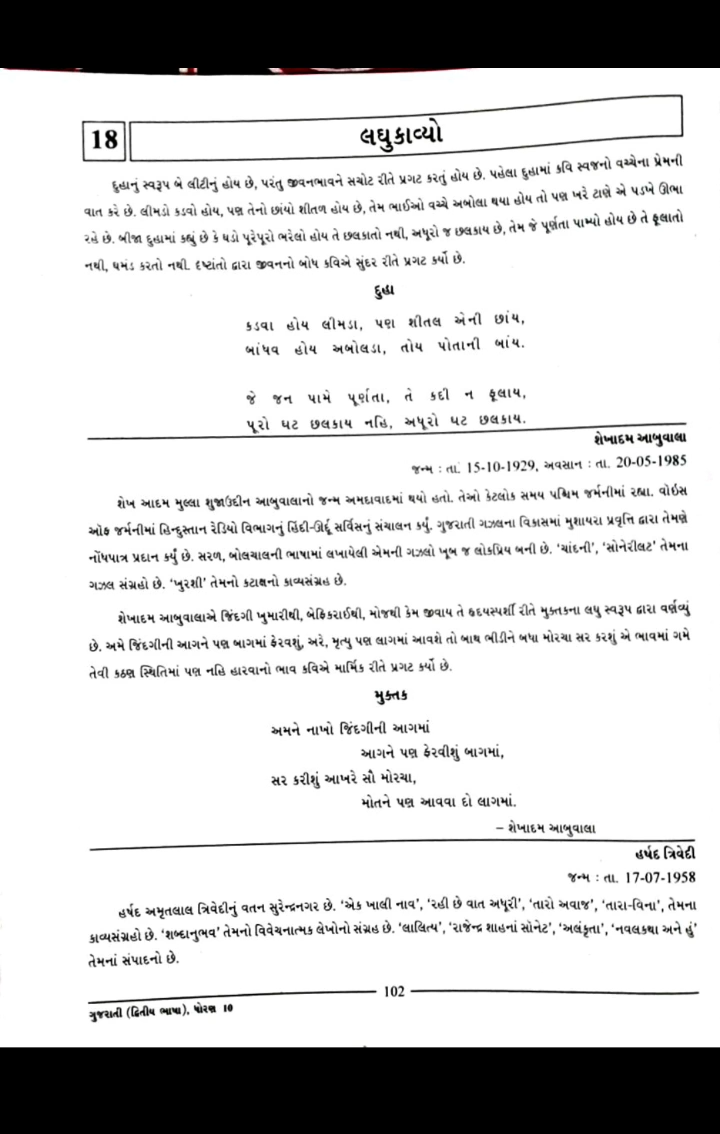 18
લઘુકાવ્યો
દુહાનું સ્વરૂપ બે લીટીનું હોય છે, પરંતુ જીવનભાવને સચોટ રીતે પ્રગટ કરતું હોય છે. પહેલા દુહામાં કવિ સ્વજનો વચ્ચેના પ્રેમની
વાત કરે છે. લીમડો કડવો હોય, પણ તેનો છાંયો શીતળ હોય છે, તેમ ભાઈઓ વચ્ચે અબોલા થયા હોય તો પણ ખરે ટાણે એ પડખે ઊભા
રહે છે. બીજા દુહામાં કહ્યું છે કે ઘડો પૂરેપૂરો ભરેલો હોય તે છલકાતો નથી, અધૂરો જ છલકાય છે, તેમ જે પૂર્ણતા પામ્યો હોય છે તે ફૂલાતો
નથી, ઘમંડ કરતો નથી. દૃષ્ટાંતો દ્વારા જીવનનો બોધ કવિએ સુંદર રીતે પ્રગટ કર્યો છે.
દુહા
કડવા હોય લીમડા, પણ શીતલ એની છાંય,
બાંધવ હોય અબોલડા, તોય પોતાની બાંય.
જે જન પામે પૂર્ણતા, તે કદી ન ફૂલાય,
પૂરો ઘટ છલકાય નહિ, અધૂરો ઘટ છલકાય.
શેખાદમ આબુવાલા
જન્મ : તા. 15-10-1929, અવસાન : તા. 20-05-1985
શેખ આદમ મુલ્લા શુજાઉદીન આબુવાલાનો જન્મ અમદાવાદમાં થયો હતો. તેઓ કેટલોક સમય પશ્ચિમ જર્મનીમાં રહ્યા. વોઇસ
ઑફ જર્મનીમાં હિન્દુસ્તાન રેડિયો વિભાગનું હિંદી-ઊર્દૂ સર્વિસનું સંચાલન કર્યું. ગુજરાતી ગઝલના વિકાસમાં મુશાયરા પ્રવૃત્તિ દ્વારા તેમણે
નોંધપાત્ર પ્રદાન કર્યું છે. સરળ, બોલચાલની ભાષામાં લખાયેલી એમની ગઝલો ખૂબ જ લોકપ્રિય બની છે. ‘ચાંદની’, ‘સોનેરીલટ’ તેમના
ગઝલ સંગ્રહો છે. ‘ખુરશી’ તેમનો કટાક્ષનો કાવ્યસંગ્રહ છે.
શેખાદમ આબુવાલાએ જિંદગી ખુમારીથી, બેફિકરાઈથી, મોજથી કેમ જીવાય તે હૃદયસ્પર્શી રીતે મુક્તકના લઘુ સ્વરૂપ દ્વારા વર્ણવ્યું
છે. અમે જિંદગીની આગને પણ બાગમાં ફેરવશું, અરે, મૃત્યુ પણ લાગમાં આવશે તો બાથ ભીડીને બધા મોરચા સર કરશું એ ભાવમાં ગમે
તેવી કઠણ સ્થિતિમાં પણ નહિ હારવાનો ભાવ કવિએ માર્મિક રીતે પ્રગટ કર્યો છે.
મુક્તક
અમને નાખો જિંદગીની આગમાં
આગને પણ ફેરવીશું બાગમાં,
સર કરીશું આખરે સૌ મોરચા,
મોતને પણ આવવા દો લાગમાં.
– શેખાદમ આબુવાલા
હર્ષદ ત્રિવેદી
જન્મ : તા. 17-07-1958
હર્ષદ અમૃતલાલ ત્રિવેદીનું વતન સુરેન્દ્રનગર છે. ‘એક ખાલી નાવ’, ‘રહી છે વાત અધૂરી’, ‘તારો અવાજ’, ‘તારા-વિના’, તેમના
કાવ્યસંગ્રહો છે. ‘શબ્દાનુભવ’ તેમનો વિવેચનાત્મક લેખોનો સંગ્રહ છે. ‘લાલિત્ય’, ‘રાજેન્દ્ર શાહનાં સૉનેટ’, ‘અલંકૃતા’, ‘નવલકથા અને હું’
તેમનાં સંપાદનો છે.
102
ગુજરાતી (દ્વિતીય ભાષા), ધોરણ 10